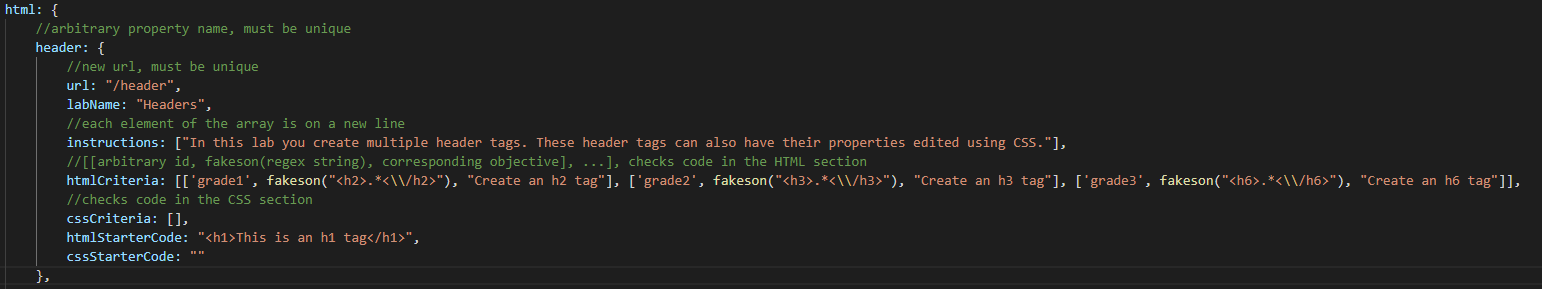 html: {
//arbitrary property name, must be unique
header: {
//new url, must be unique
url: "/header",
labName: "Headers",
//each element of the array is on a new line
instructions: ["In this lab you create multiple header tags. These header tags can also have their properties edited using CSS."],
//[[arbitrary id, fakeson(regex string), corresponding objective], ...], checks code in the HTML section
htmlCriteria: [['grade1', fakeson("<h2>.*<\\/h2>"), "Create an h2 tag"], ['grade2', fakeson("<h3>.*<\\/h3>"), "Create an h3 tag"], ['grade3', fakeson("<h6>.*<\\/h6>"), "Create an h6 tag"]],
//checks code in the CSS section
cssCriteria: [],
htmlStarterCode: "<h1>This is an h1 tag</h1>",
cssStarterCode: ""
},